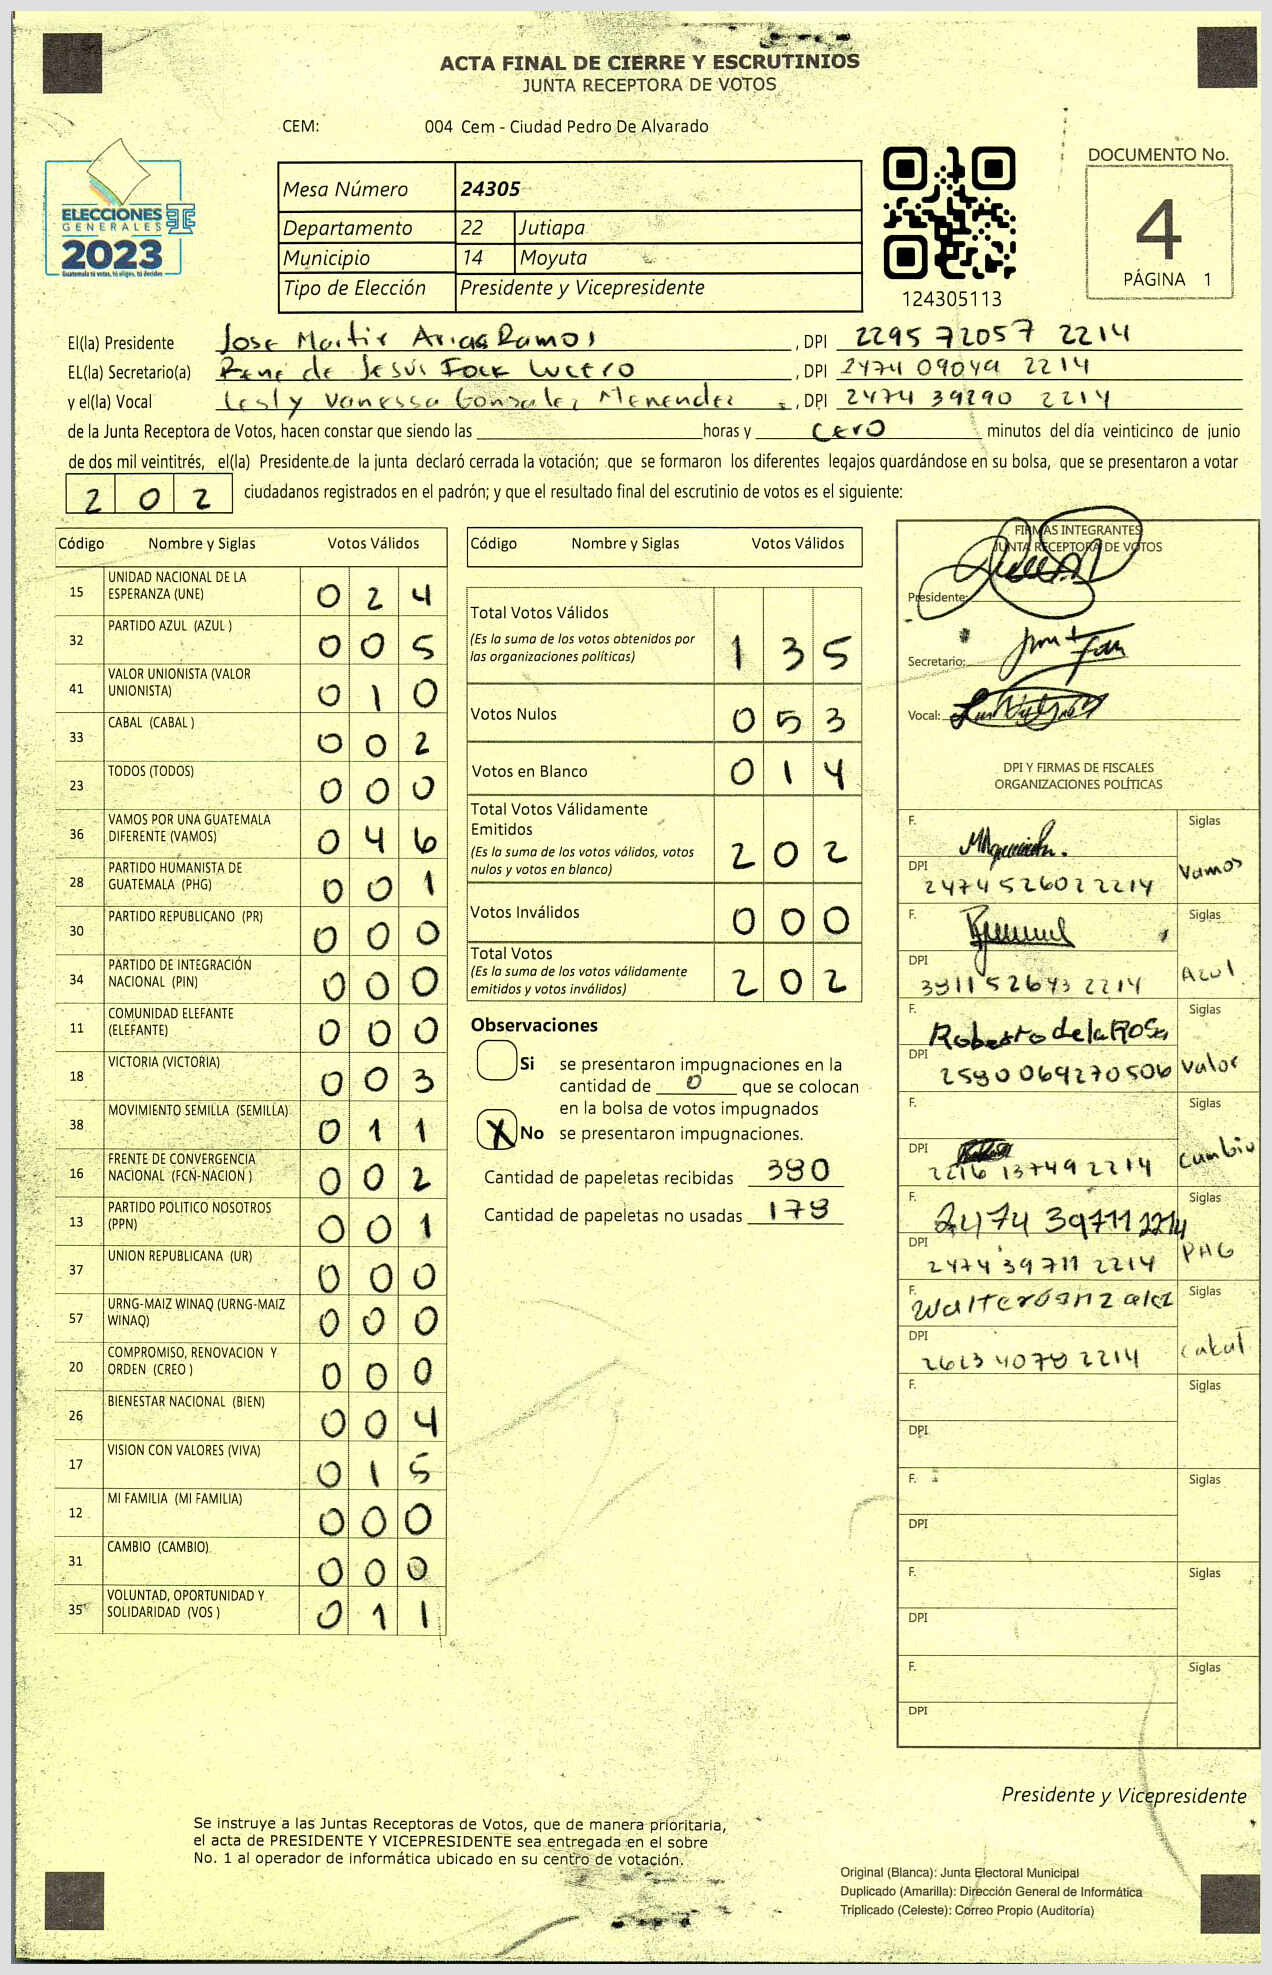 ACTA FINAL DE CIERRE Y ESCRUTINIOS
JUNTA RECEPTORA DE VOTOS
CEM: 004 Cem - Ciudad Pedro De Alvarado
ELECCIONES
GENERALES
2023
Guatemala tú votas, tú eliges, tú decides
Mesa Número 24305
Departamento 22 Jutiapa
Municipio 14 Moyuta
Tipo de Elección Presidente y Vicepresidente
124305113
DOCUMENTO No.
4
PÁGINA 1
El(la) Presidente Jose Martir Arias Ramos , DPI 2295 72057 2214
EL(la) Secretario(a) Rene de Jesús Lucero , DPI 2474 09049 2214
y el(la) Vocal Lesly Vanessa Gonzalez Menendez , DPI 2474 39290 2214
de la Junta Receptora de Votos, hacen constar que siendo las horas y cero minutos del día veinticinco de junio
de dos mil veintitrés, el(la) Presidente de la junta declaró cerrada la votación; que se formaron los diferentes legajos guardándose en su bolsa, que se presentaron a votar
2 0 2 ciudadanos registrados en el padrón; y que el resultado final del escrutinio de votos es el siguiente:
Código Nombre y Siglas Votos Válidos
15 UNIDAD NACIONAL DE LA ESPERANZA (UNE) 0 2 4
32 PARTIDO AZUL (AZUL ) 0 0 5
41 VALOR UNIONISTA (VALOR UNIONISTA) 0 1 0
33 CABAL (CABAL ) 0 0 2
23 TODOS (TODOS) 0 0 0
36 VAMOS POR UNA GUATEMALA DIFERENTE (VAMOS) 0 4 6
28 PARTIDO HUMANISTA DE GUATEMALA (PHG) 0 0 1
30 PARTIDO REPUBLICANO (PR) 0 0 0
34 PARTIDO DE INTEGRACIÓN NACIONAL (PIN) 0 0 0
11 COMUNIDAD ELEFANTE (ELEFANTE) 0 0 0
18 VICTORIA (VICTORIA) 0 0 3
38 MOVIMIENTO SEMILLA (SEMILLA) 0 1 1
16 FRENTE DE CONVERGENCIA NACIONAL (FCN-NACION ) 0 0 2
13 PARTIDO POLITICO NOSOTROS (PPN) 0 0 1
37 UNION REPUBLICANA (UR) 0 0 0
57 URNG-MAIZ WINAQ (URNG-MAIZ WINAQ) 0 0 0
20 COMPROMISO, RENOVACION Y ORDEN (CREO ) 0 0 0
26 BIENESTAR NACIONAL (BIEN) 0 0 4
17 VISION CON VALORES (VIVA) 0 1 5
12 MI FAMILIA (MI FAMILIA) 0 0 0
31 CAMBIO (CAMBIO) 0 0 0
35 VOLUNTAD, OPORTUNIDAD Y SOLIDARIDAD (VOS ) 0 1 1
Código Nombre y Siglas Votos Válidos
Total Votos Válidos 1 3 5
(Es la suma de los votos obtenidos por
las organizaciones políticas)
Votos Nulos 0 5 3
Votos en Blanco 0 1 4
Total Votos Válidamente
Emitidos 2 0 2
(Es la suma de los votos válidos, votos
nulos y votos en blanco)
Votos Inválidos 0 0 0
Total Votos 2 0 2
(Es la suma de los votos válidamente
emitidos y votos inválidos)
Observaciones
Si se presentaron impugnaciones en la
cantidad de 0 que se colocan
en la bolsa de votos impugnados
X No se presentaron impugnaciones.
Cantidad de papeletas recibidas 380
Cantidad de papeletas no usadas 178
FIRMAS INTEGRANTES
JUNTA RECEPTORA DE VOTOS
Presidente:
Secretario:
Vocal:
DPI Y FIRMAS DE FISCALES
ORGANIZACIONES POLÍTICAS
F. Siglas
DPI 2474 52602 2214 Vamos
F. Siglas
DPI 3911 52643 2214 Azul
F. Roberto de la Rosa Siglas
DPI 2580 06927 0506 Valor
F. Siglas
DPI 2216 13749 2214 Cambio
F. 2474 39711 2214 Siglas
DPI 2474 39711 2214 PHG
F. Walter Gonzalez Siglas
DPI 2623 4078 2214 Cabal
F. Siglas
DPI
F. Siglas
DPI
F. Siglas
DPI
F. Siglas
DPI
Presidente y Vicepresidente
Se instruye a las Juntas Receptoras de Votos, que de manera prioritaria,
el acta de PRESIDENTE Y VICEPRESIDENTE sea entregada en el sobre
No. 1 al operador de informática ubicado en su centro de votación.
Original (Blanca): Junta Electoral Municipal
Duplicado (Amarilla): Dirección General de Informática
Triplicado (Celeste): Correo Propio (Auditoría)